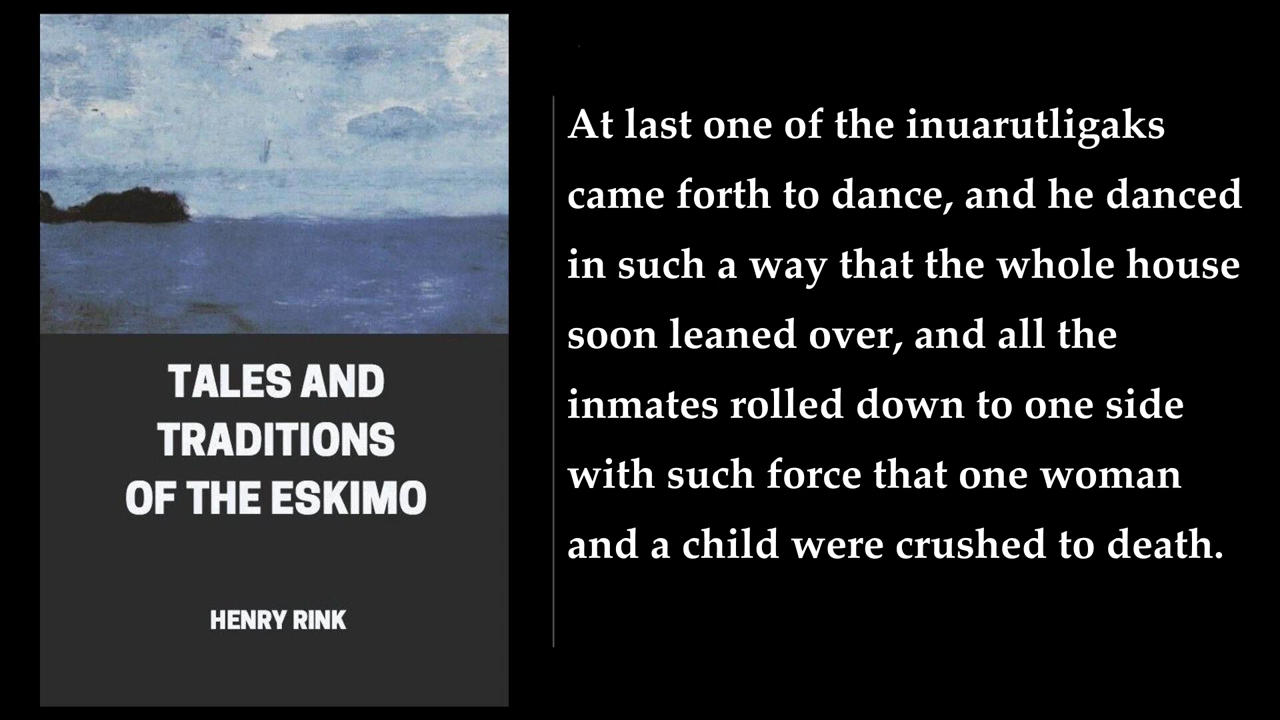 TALES AND
TRADITIONS
OF THE ESKIMO
HENRY RINK
At last one of the inuarutligaks
came forth to dance, and he danced
in such a way that the whole house
soon leaned over, and all the
inmates rolled down to one side
with such force that one woman
and a child were crushed to death.